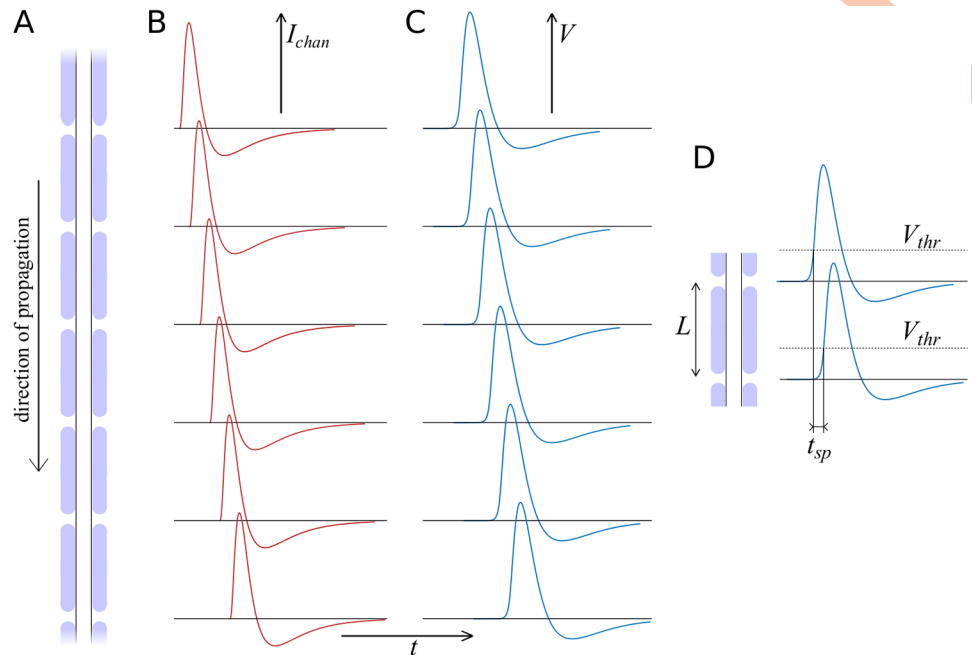 A
B
C
I_chan
V
D
direction of propagation
V_thr
L
V_thr
t_sp
t